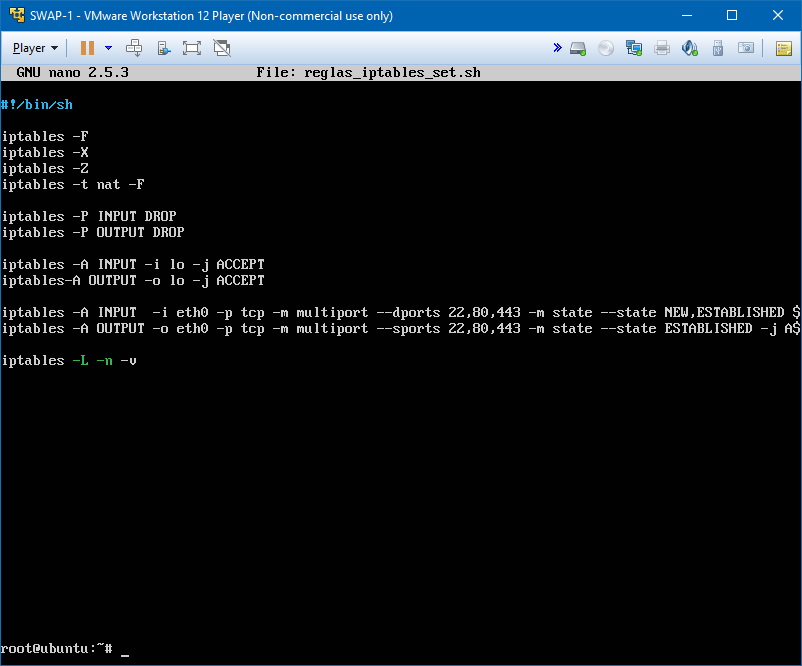 SWAP-1 - VMware Workstation 12 Player (Non-commercial use only)
Player
GNU nano 2.5.3 File: reglas_iptables_set.sh
#!/bin/sh
iptables -F
iptables -X
iptables -Z
iptables -t nat -F
iptables -P INPUT DROP
iptables -P OUTPUT DROP
iptables -A INPUT -i lo -j ACCEPT
iptables-A OUTPUT -o lo -j ACCEPT
iptables -A INPUT  -i eth0 -p tcp -m multiport --dports 22,80,443 -m state --state NEW,ESTABLISHED $
iptables -A OUTPUT -o eth0 -p tcp -m multiport --sports 22,80,443 -m state --state ESTABLISHED -j A$
iptables -L -n -v
root@ubuntu:~# _